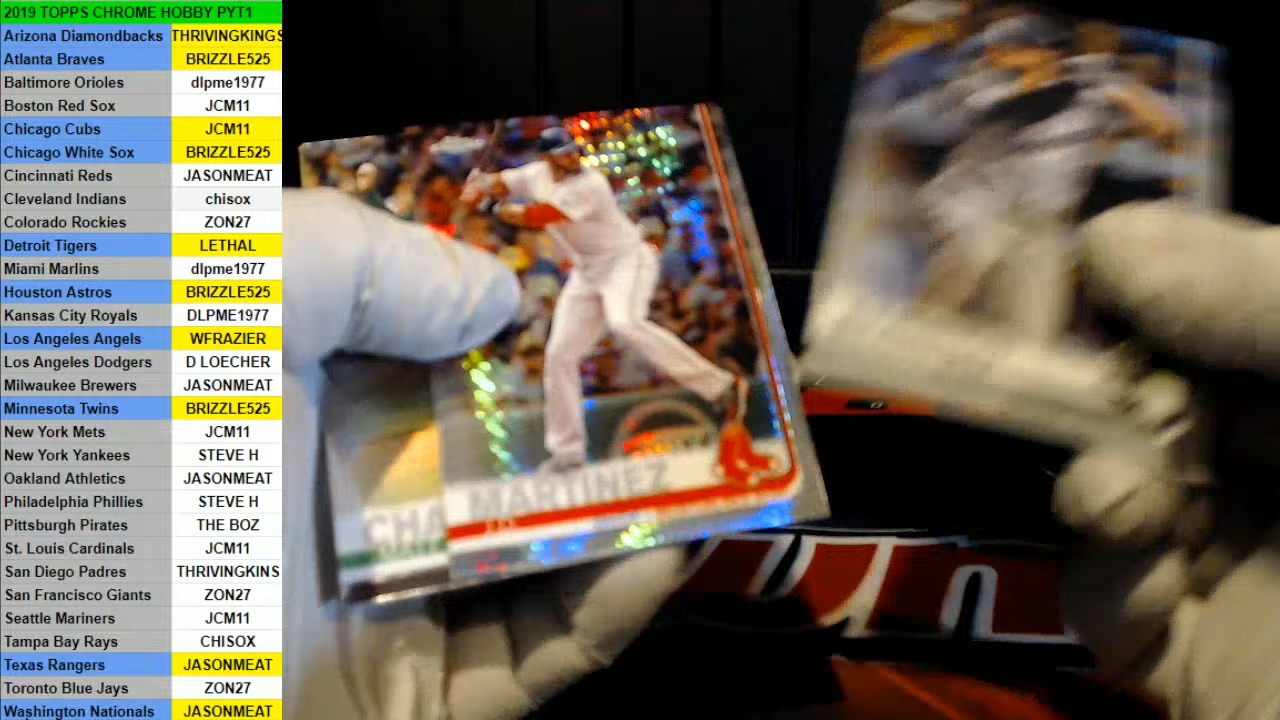 2019 TOPPS CHROME HOBBY PYT1
Arizona Diamondbacks THRIVINGKINGS
Atlanta Braves BRIZZLE525
Baltimore Orioles dlpme1977
Boston Red Sox JCM11
Chicago Cubs JCM11
Chicago White Sox BRIZZLE525
Cincinnati Reds JASONMEAT
Cleveland Indians chisox
Colorado Rockies ZON27
Detroit Tigers LETHAL
Miami Marlins dlpme1977
Houston Astros BRIZZLE525
Kansas City Royals DLPME1977
Los Angeles Angels WFRAZIER
Los Angeles Dodgers D LOECHER
Milwaukee Brewers JASONMEAT
Minnesota Twins BRIZZLE525
New York Mets JCM11
New York Yankees STEVE H
Oakland Athletics JASONMEAT
Philadelphia Phillies STEVE H
Pittsburgh Pirates THE BOZ
St. Louis Cardinals JCM11
San Diego Padres THRIVINGKINS
San Francisco Giants ZON27
Seattle Mariners JCM11
Tampa Bay Rays CHISOX
Texas Rangers JASONMEAT
Toronto Blue Jays ZON27
Washington Nationals JASONMEAT
CHA
MARTINEZ